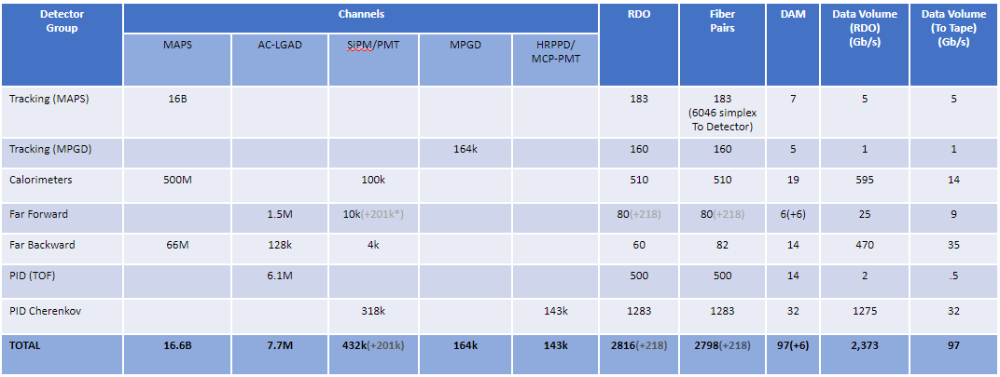 Detector Group Channels RDO Fiber Pairs DAM Data Volume (RDO) (Gb/s) Data Volume (To Tape) (Gb/s)
MAPS AC-LGAD SiPM/PMT MPGD HRPPD/ MCP-PMT
Tracking (MAPS) 16B 183 183 (6046 simplex To Detector) 7 5 5
Tracking (MPGD) 164k 160 160 5 1 1
Calorimeters 500M 100k 510 510 19 595 14
Far Forward 1.5M 10k(+201k*) 80(+218) 80(+218) 6(+6) 25 9
Far Backward 66M 128k 4k 60 82 14 470 35
PID (TOF) 6.1M 500 500 14 2 .5
PID Cherenkov 318k 143k 1283 1283 32 1275 32
TOTAL 16.6B 7.7M 432k(+201k) 164k 143k 2816(+218) 2798(+218) 97(+6) 2,373 97